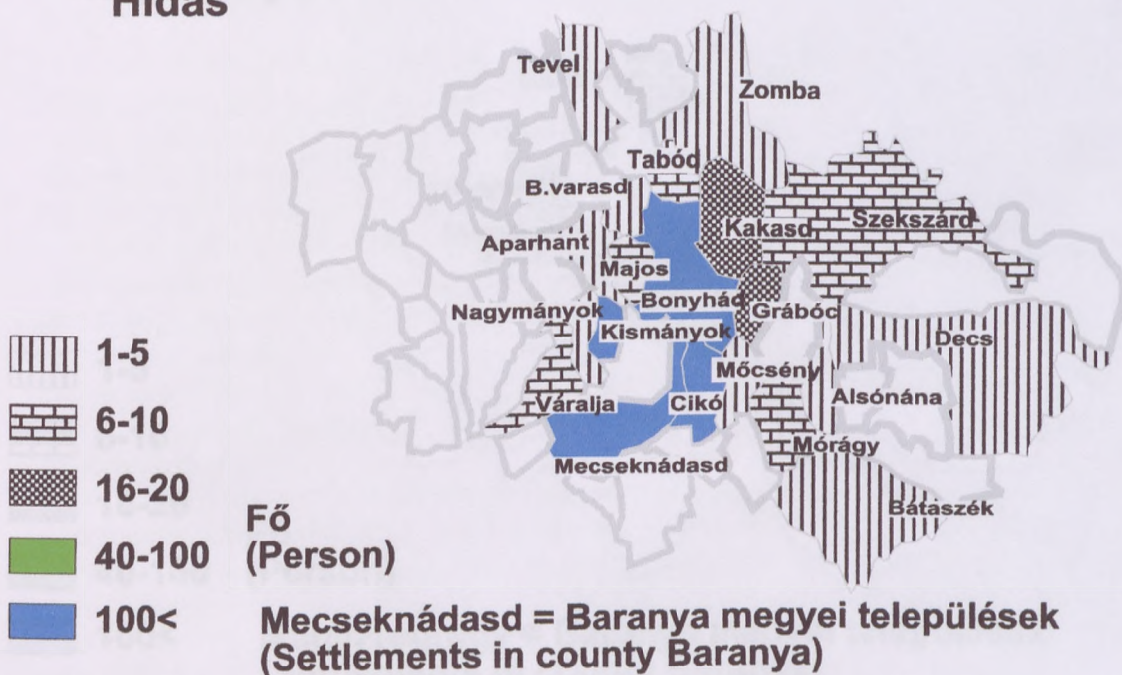 Hidas
Tevel
Zomba
Tabód
B.varasd
Kakasd
Szekszárd
Aparhant
Majos
Bonyhád
Nagymányok
Grábóc
Kismányok
Decs
Mőcsény
Alsónána
Váralja
Cikó
Mórágy
Mecseknádasd
Bátaszék
1-5
6-10
16-20
40-100
100<
Fő
(Person)
Mecseknádasd = Baranya megyei települések
(Settlements in county Baranya)